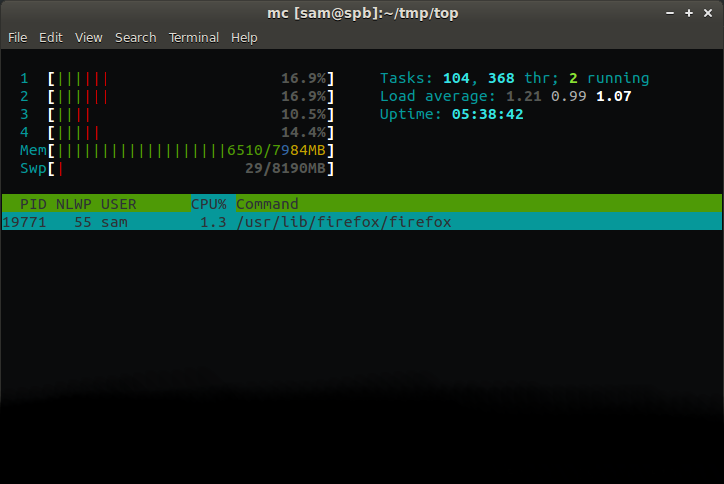 mc [sam@spb]:~/tmp/top
File Edit View Search Terminal Help
1 [|||||| 16.9%] Tasks: 104, 368 thr; 2 running
2 [|||||| 16.9%] Load average: 1.21 0.99 1.07
3 [|||| 10.5%] Uptime: 05:38:42
4 [||||| 14.4%]
Mem[|||||||||||||||||||6510/7984MB]
Swp[| 29/8190MB]
PID NLWP USER CPU% Command
19771 55 sam 1.3 /usr/lib/firefox/firefox